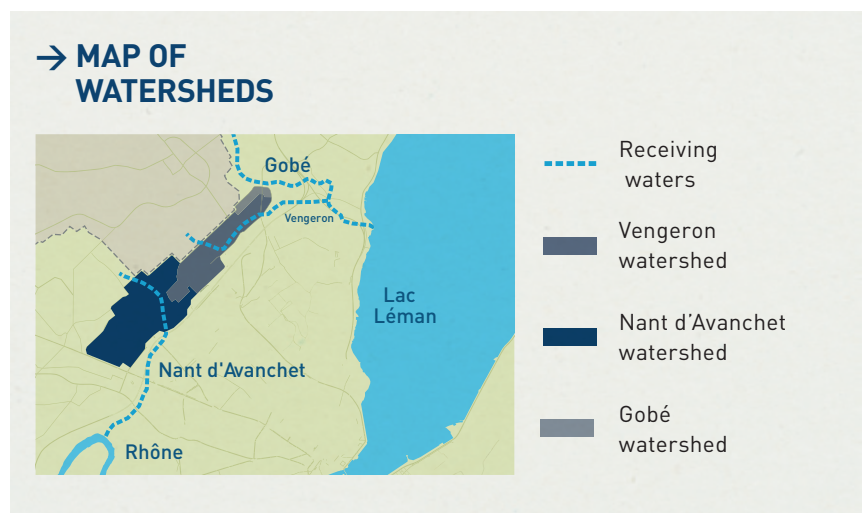 → MAP OF
WATERSHEDS
Gobé
Vengeron
Lac
Léman
Nant d'Avanchet
Rhône
Receiving
waters
Vengeron
watershed
Nant d’Avanchet
watershed
Gobé
watershed